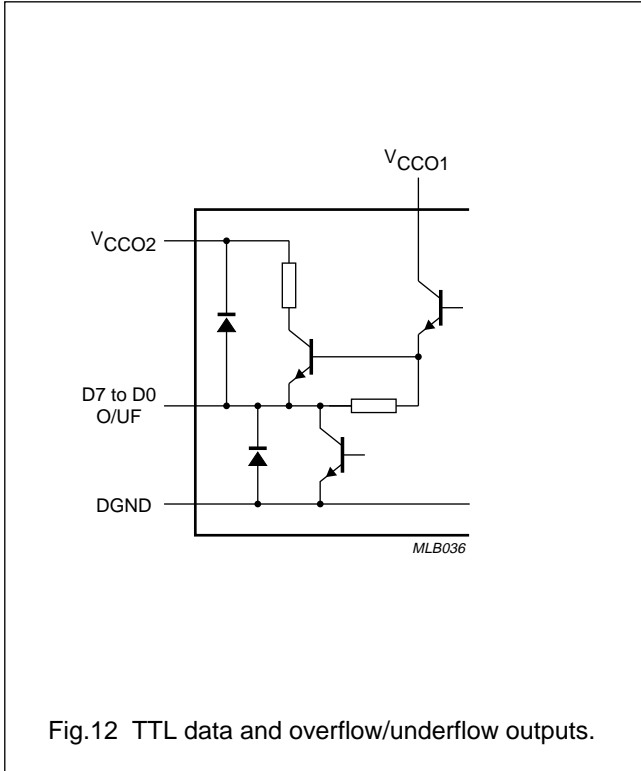 VCCO1
VCCO2
D7 to D0
O/UF
DGND
MLB036
Fig.12 TTL data and overflow/underflow outputs.